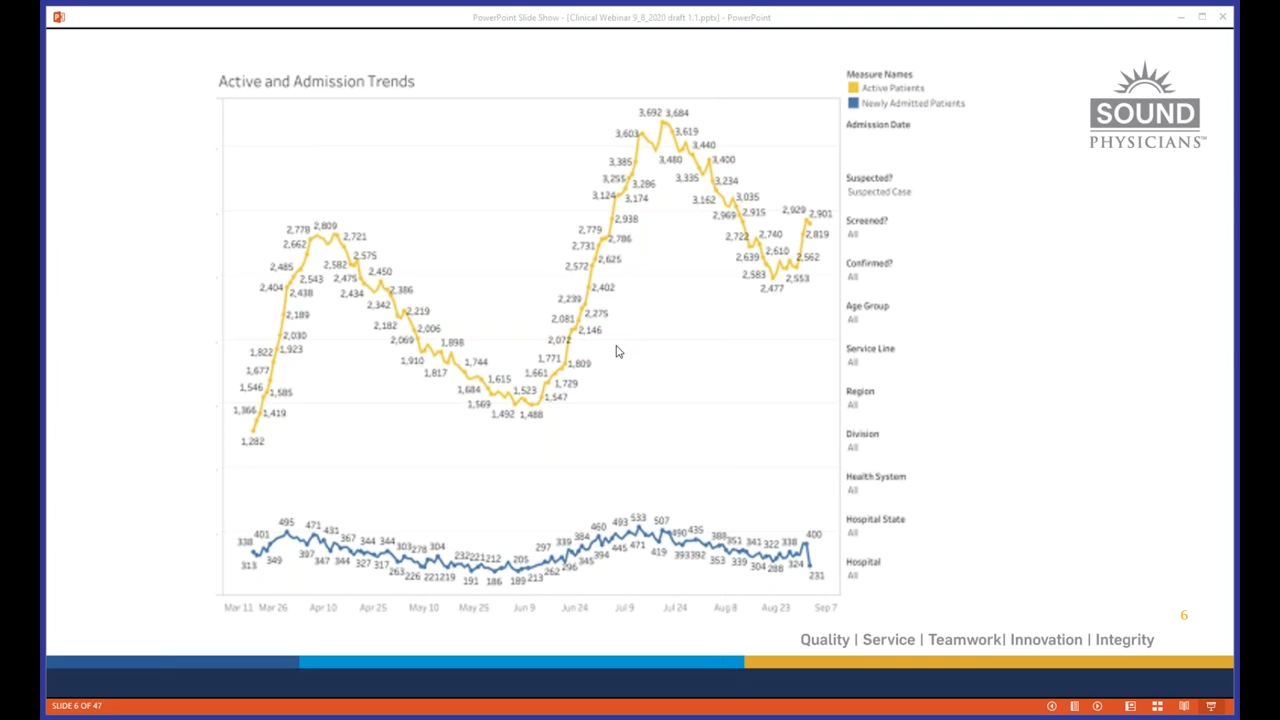 PowerPoint Slide Show - [Clinical Webinar 9_8_2020 draft 1.1.pptx] - PowerPoint
Active and Admission Trends
Measure Names
Active Patients
Newly Admitted Patients
Admission Date
Suspected?
Suspected Case
Screened?
All
Confirmed?
All
Age Group
All
Service Line
All
Region
All
Division
All
Health System
All
Hospital State
All
Hospital
All
SOUND
PHYSICIANS™
3,692 3,684
3,603 3,619
3,440
3,385 3,480 3,400
3,255 3,286 3,335 3,234
3,124 3,174 3,162 3,035
2,969 2,915 2,929 2,901
2,938
2,778 2,809 2,779 2,722 2,740 2,819
2,662 2,721 2,731 2,786
2,575 2,625 2,639 2,610 2,562
2,485 2,582 2,450 2,572 2,583 2,553
2,404 2,543 2,475 2,386 2,402 2,477
2,438 2,434 2,342 2,239
2,189 2,182 2,219 2,275
2,030 2,069 2,006 2,081 2,146
1,923 1,898 2,072
1,822 1,910 1,744 1,771 1,809
1,677 1,817 1,615 1,661
1,546 1,585 1,684 1,523 1,729
1,569 1,547
1,366 1,419 1,492 1,488
1,282
338 401 495 471 431 367 344 344 303 278 304 232 221 212 205 297 339 384 460 493 533 507 490 435 388 351 341 322 338 400
313 349 397 347 344 327 317 263 226 221 219 191 186 189 213 262 296 345 394 445 471 419 393 392 353 339 304 288 324 231
Mar 11 Mar 26 Apr 10 Apr 25 May 10 May 25 Jun 9 Jun 24 Jul 9 Jul 24 Aug 8 Aug 23 Sep 7
6
Quality | Service | Teamwork| Innovation | Integrity
SLIDE 6 OF 47